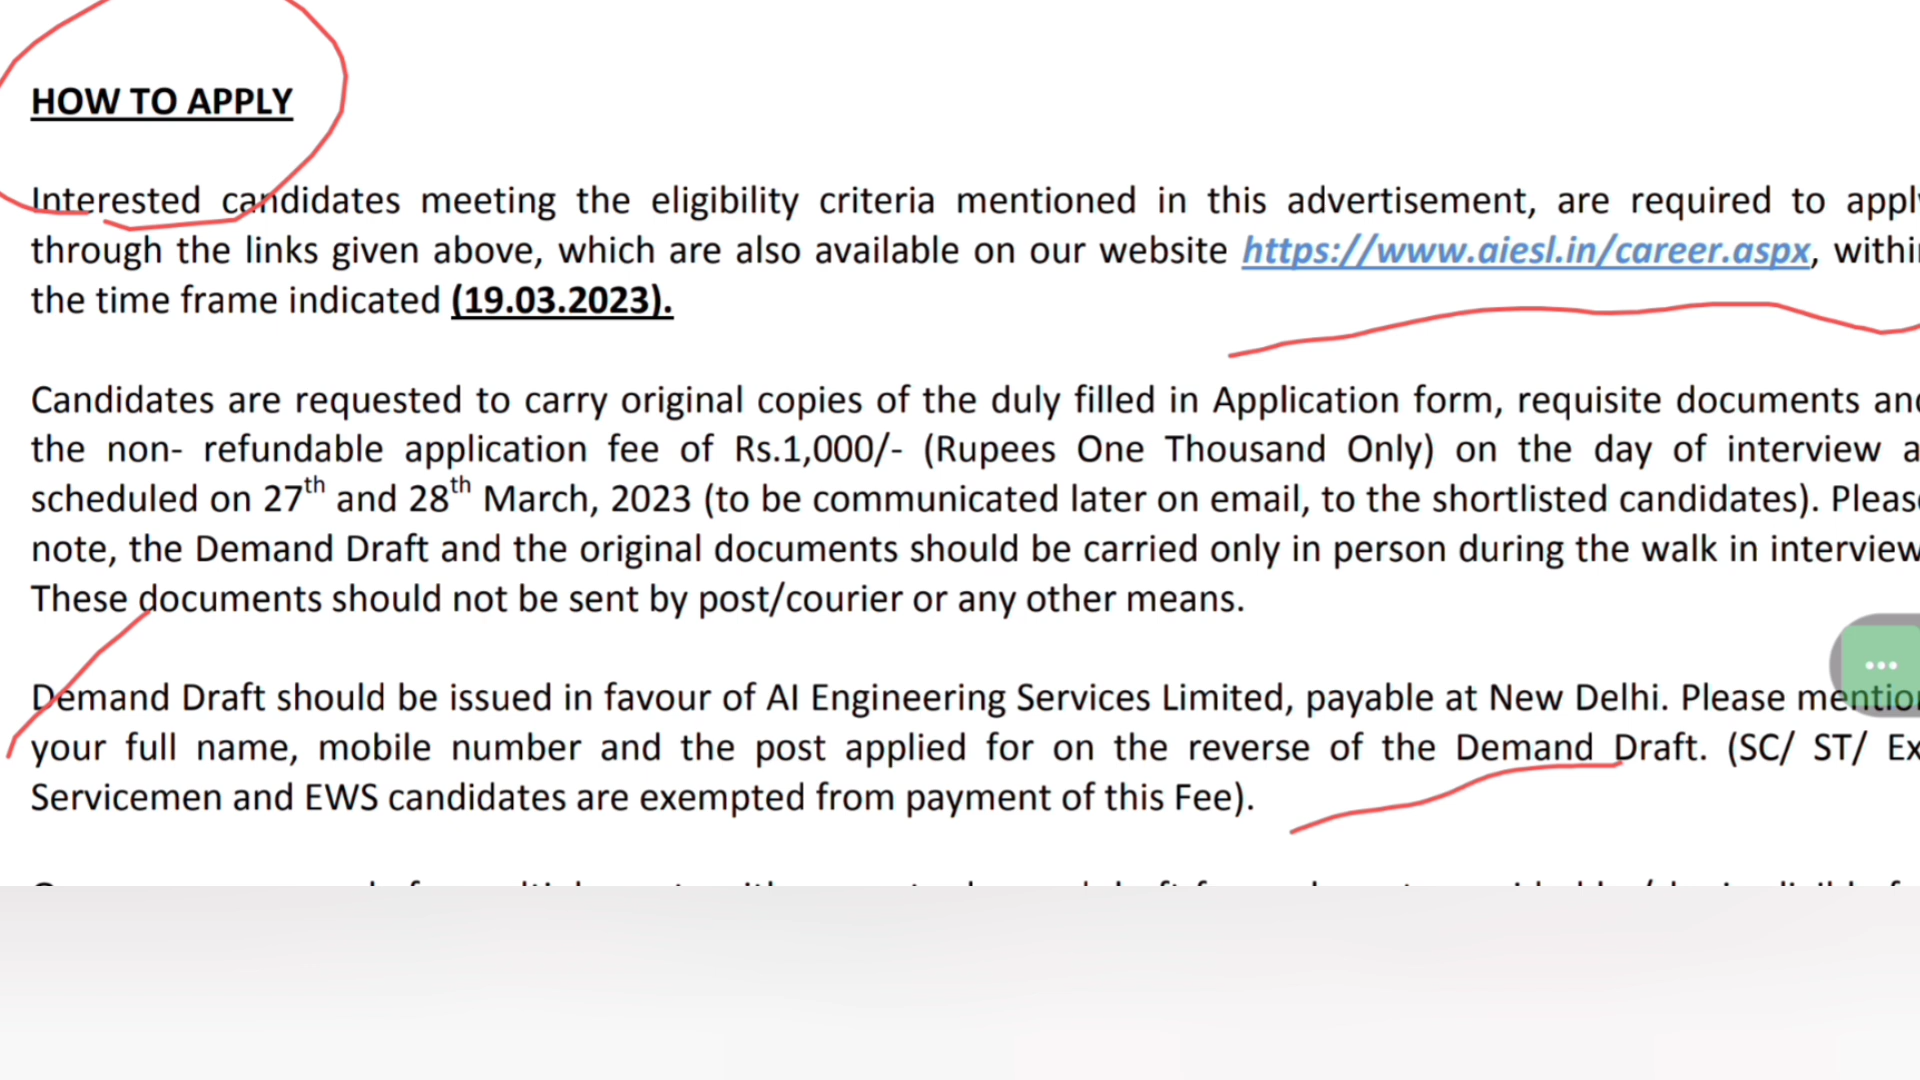 HOW TO APPLY
Interested candidates meeting the eligibility criteria mentioned in this advertisement, are required to appl
through the links given above, which are also available on our website https://www.aiesl.in/career.aspx, withi
the time frame indicated (19.03.2023).
Candidates are requested to carry original copies of the duly filled in Application form, requisite documents an
the non- refundable application fee of Rs.1,000/- (Rupees One Thousand Only) on the day of interview a
scheduled on 27th and 28th March, 2023 (to be communicated later on email, to the shortlisted candidates). Pleas
note, the Demand Draft and the original documents should be carried only in person during the walk in interview
These documents should not be sent by post/courier or any other means.
Demand Draft should be issued in favour of AI Engineering Services Limited, payable at New Delhi. Please mentio
your full name, mobile number and the post applied for on the reverse of the Demand Draft. (SC/ ST/ Ex
Servicemen and EWS candidates are exempted from payment of this Fee).